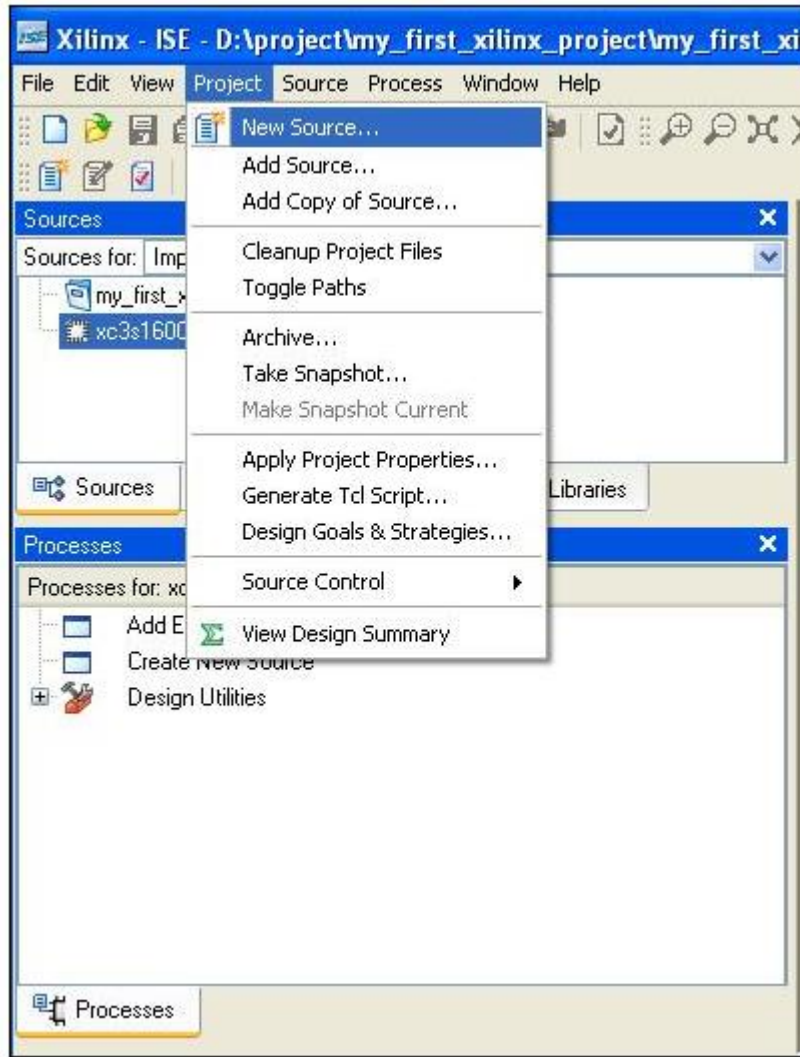 Xilinx - ISE - D:\project\my_first_xilinx_project\my_first_xi
File Edit View Project Source Process Window Help
New Source...
Add Source...
Add Copy of Source...
Cleanup Project Files
Toggle Paths
Archive...
Take Snapshot...
Make Snapshot Current
Apply Project Properties...
Generate Tcl Script...
Design Goals & Strategies...
Source Control
View Design Summary
Sources
Sources for: Imp
my_first_x
xc3s1600
Sources
Libraries
Processes
Processes for: xc
Add E
Create New Source
Design Utilities
Processes